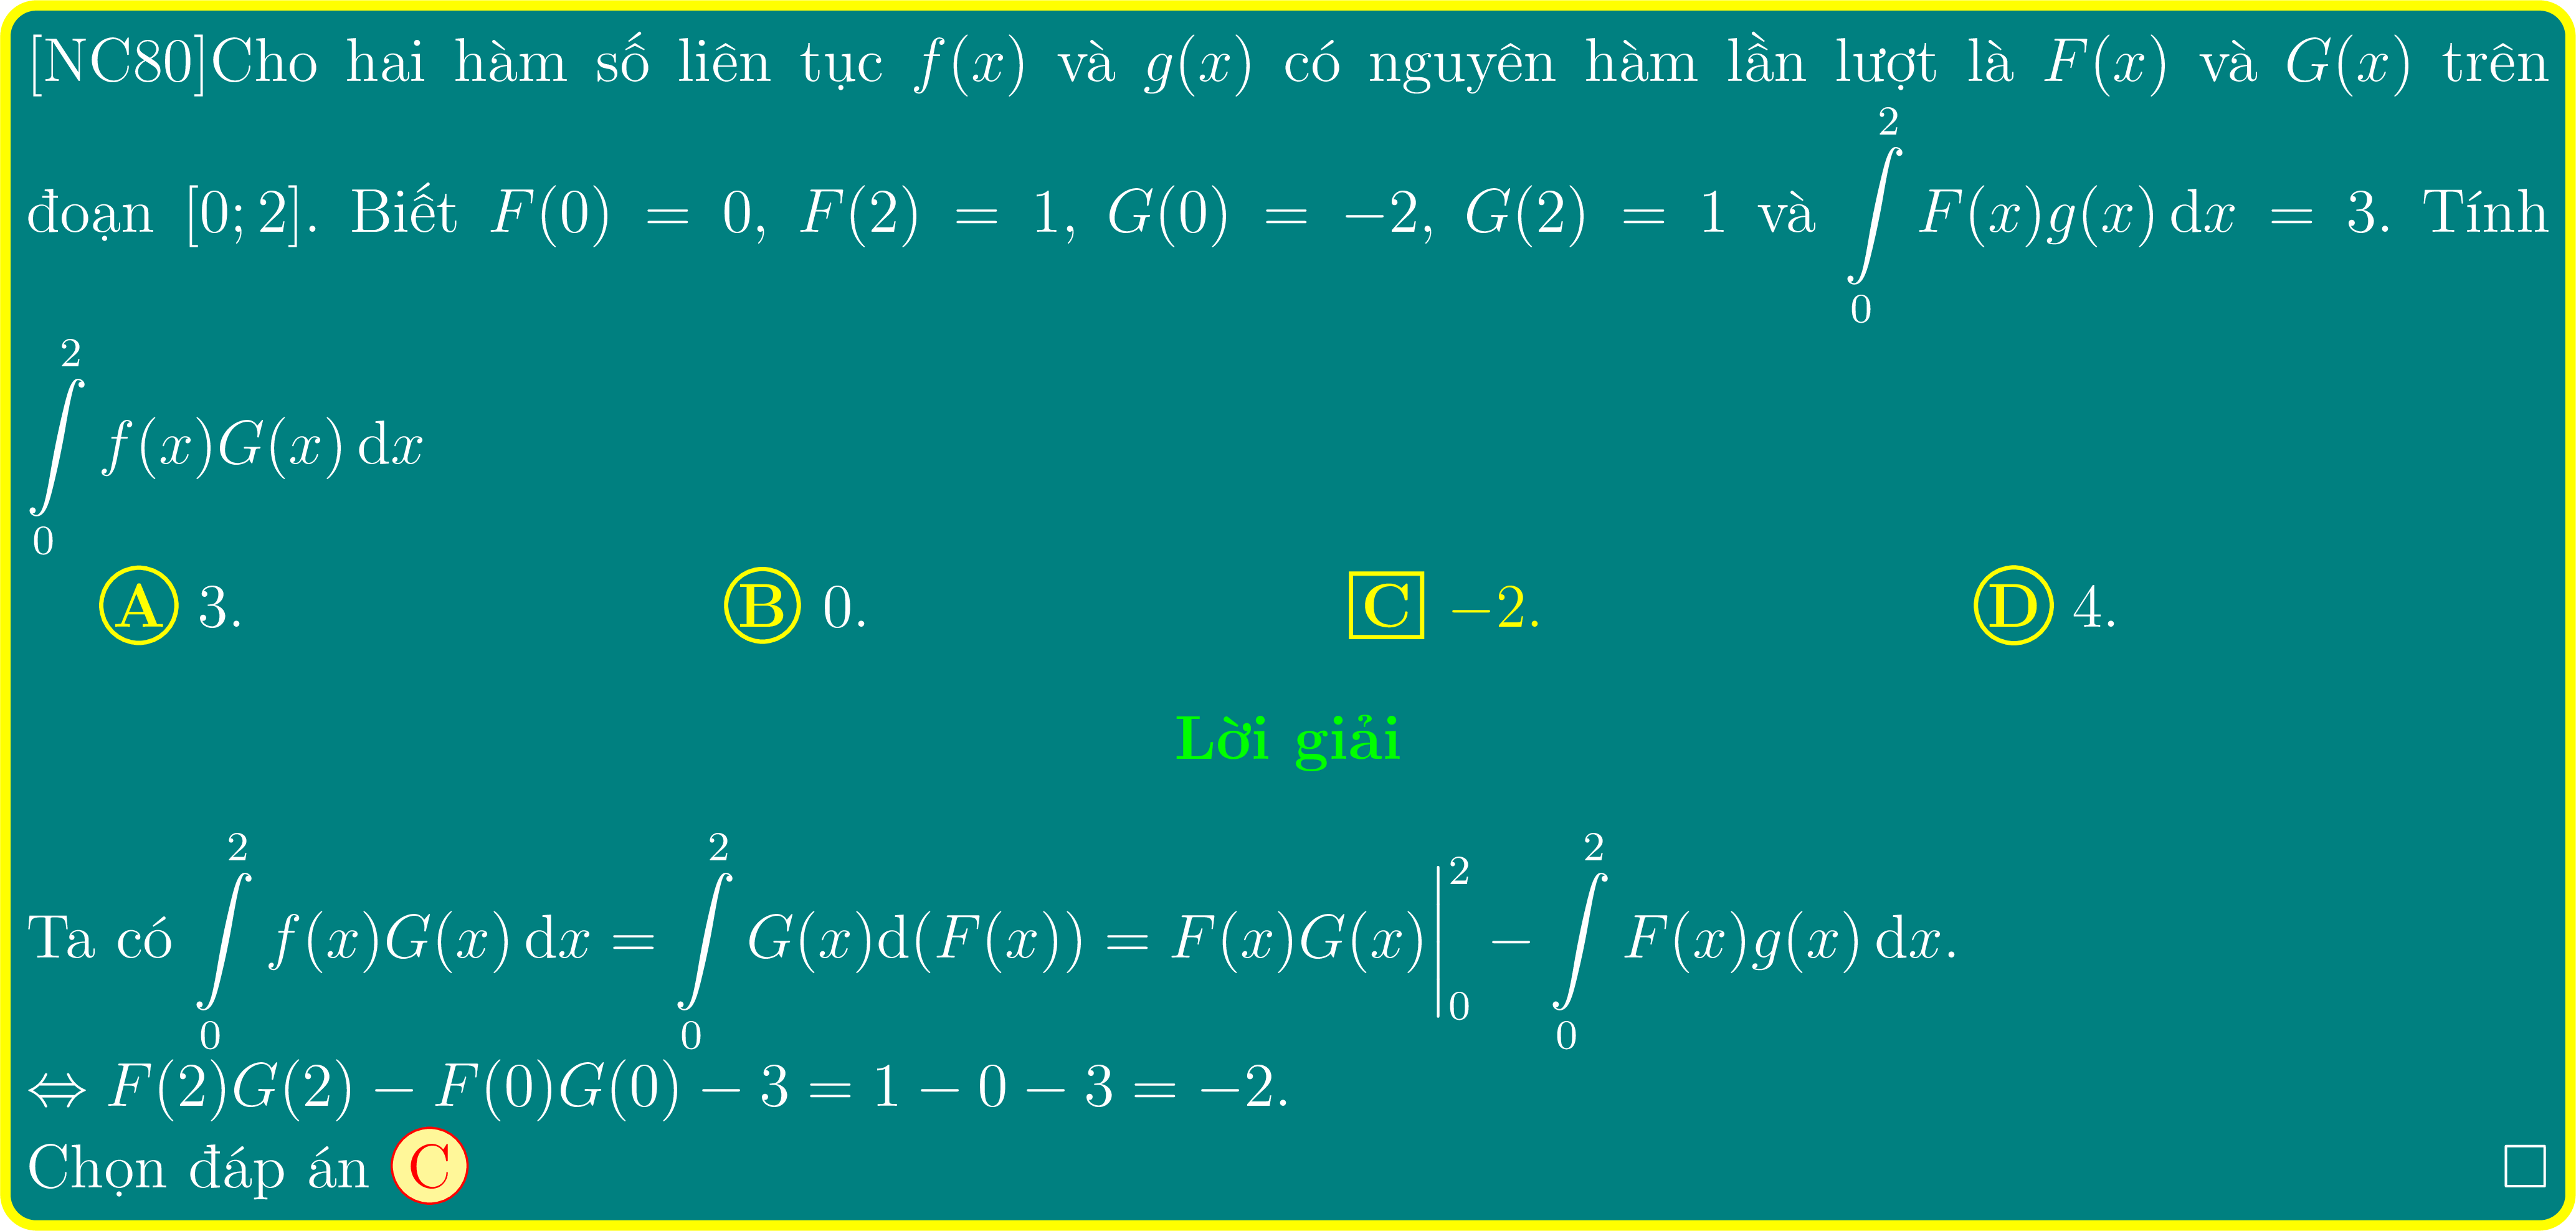 [NC80]Cho hai hàm số liên tục $f(x)$ và $g(x)$ có nguyên hàm lần lượt là $F(x)$ và $G(x)$ trên
đoạn $[0;2]$. Biết $F(0) = 0$, $F(2) = 1$, $G(0) = -2$, $G(2) = 1$ và $\int\limits_0^2 F(x)g(x)\,\mathrm{d}x = 3$. Tính
$\int\limits_0^2 f(x)G(x)\,\mathrm{d}x$
A 3. B 0. C −2. D 4.
Lời giải
Ta có $\int\limits_0^2 f(x)G(x)\,\mathrm{d}x = \int\limits_0^2 G(x)\mathrm{d}(F(x)) = F(x)G(x)\Big|_0^2 - \int\limits_0^2 F(x)g(x)\,\mathrm{d}x.$
$\Leftrightarrow F(2)G(2) - F(0)G(0) - 3 = 1 - 0 - 3 = -2.$
Chọn đáp án C □